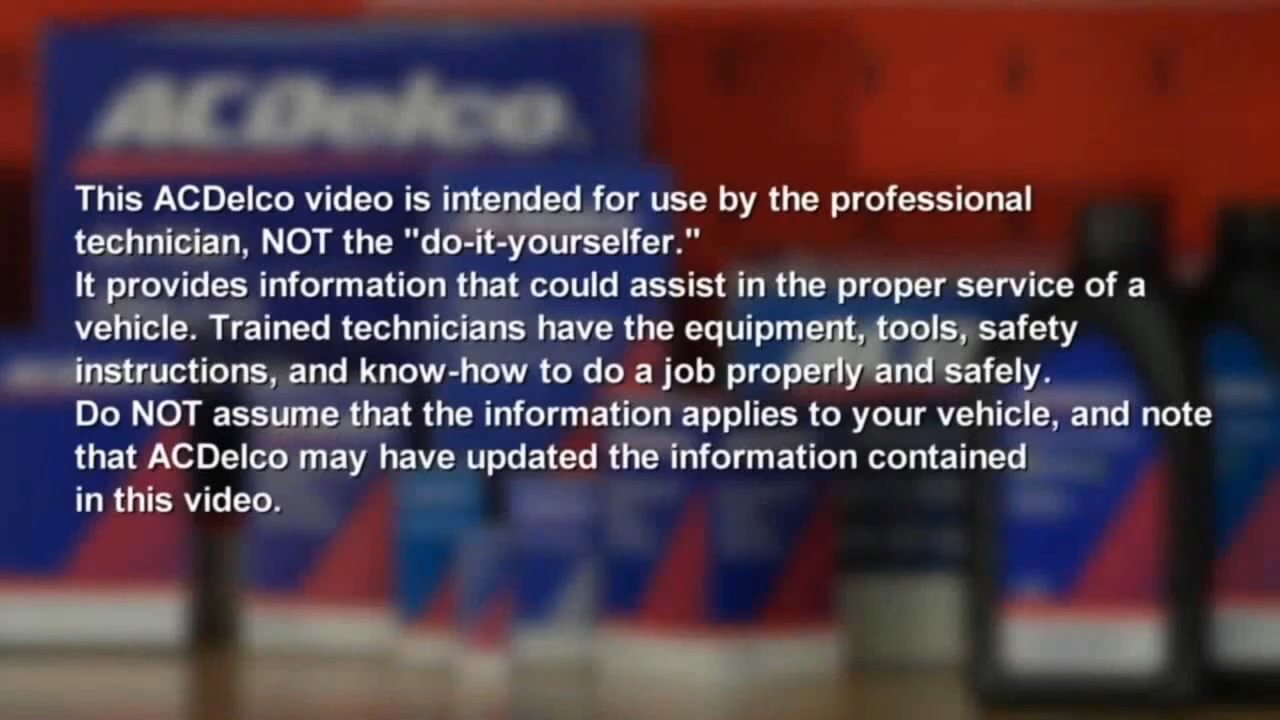 ACDelco
This ACDelco video is intended for use by the professional
technician, NOT the "do-it-yourselfer."
It provides information that could assist in the proper service of a
vehicle. Trained technicians have the equipment, tools, safety
instructions, and know-how to do a job properly and safely.
Do NOT assume that the information applies to your vehicle, and note
that ACDelco may have updated the information contained
in this video.